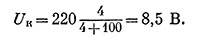 Uк = 220 4/(4+100) = 8,5 В.